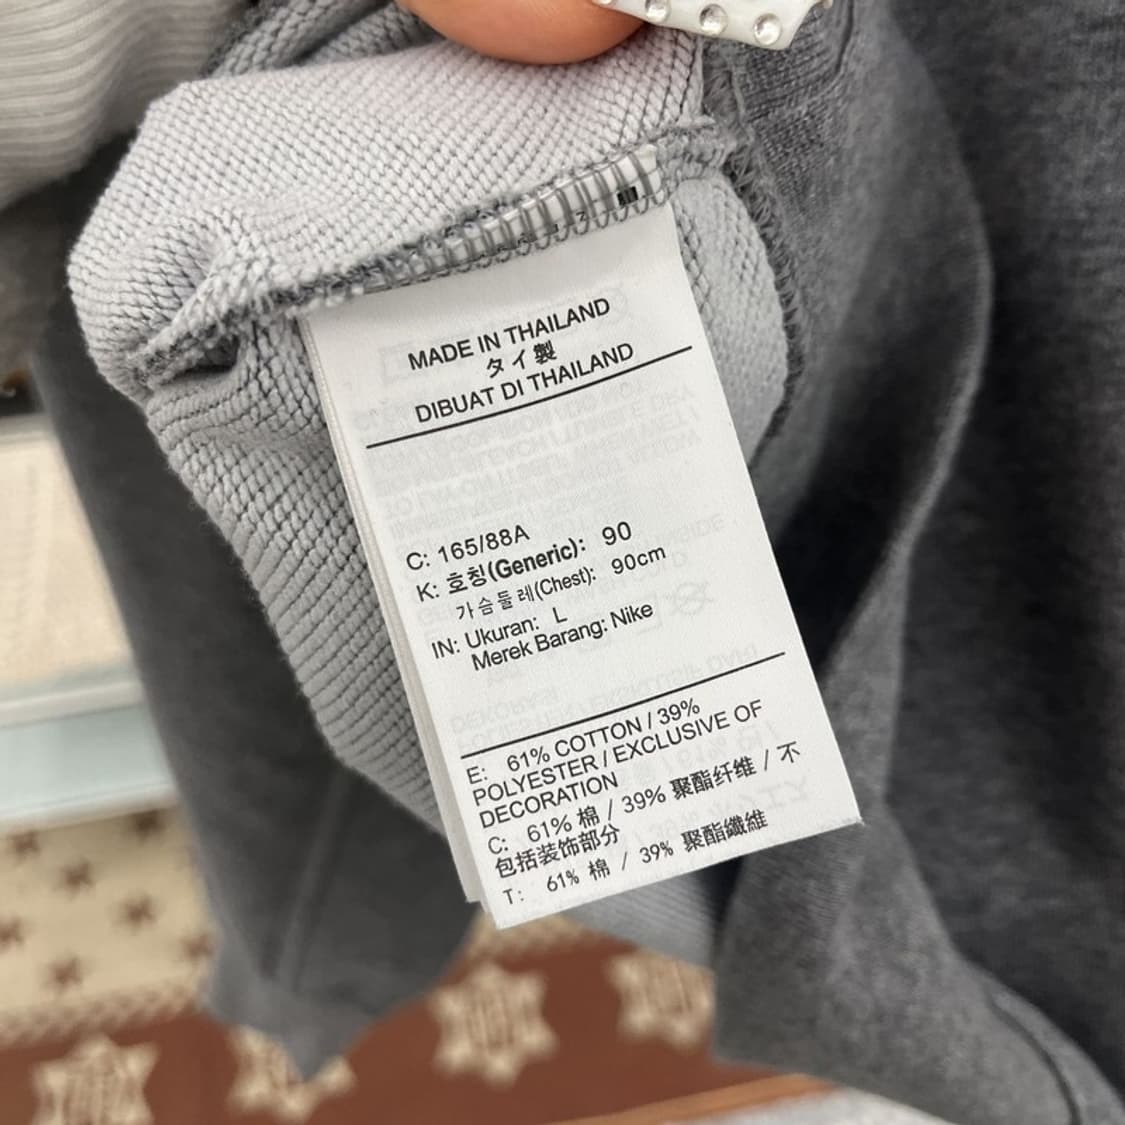 MADE IN THAILAND
タイ製
DIBUAT DI THAILAND
C: 165/88A
K: 호칭(Generic): 90
가슴둘레(Chest): 90cm
IN: Ukuran: L
Merek Barang: Nike
E: 61% COTTON / 39%
POLYESTER / EXCLUSIVE OF
DECORATION
C: 61% 棉 / 39% 聚酯纤维 / 不
包括装饰部分
T: 61% 棉 / 39% 聚酯纖維